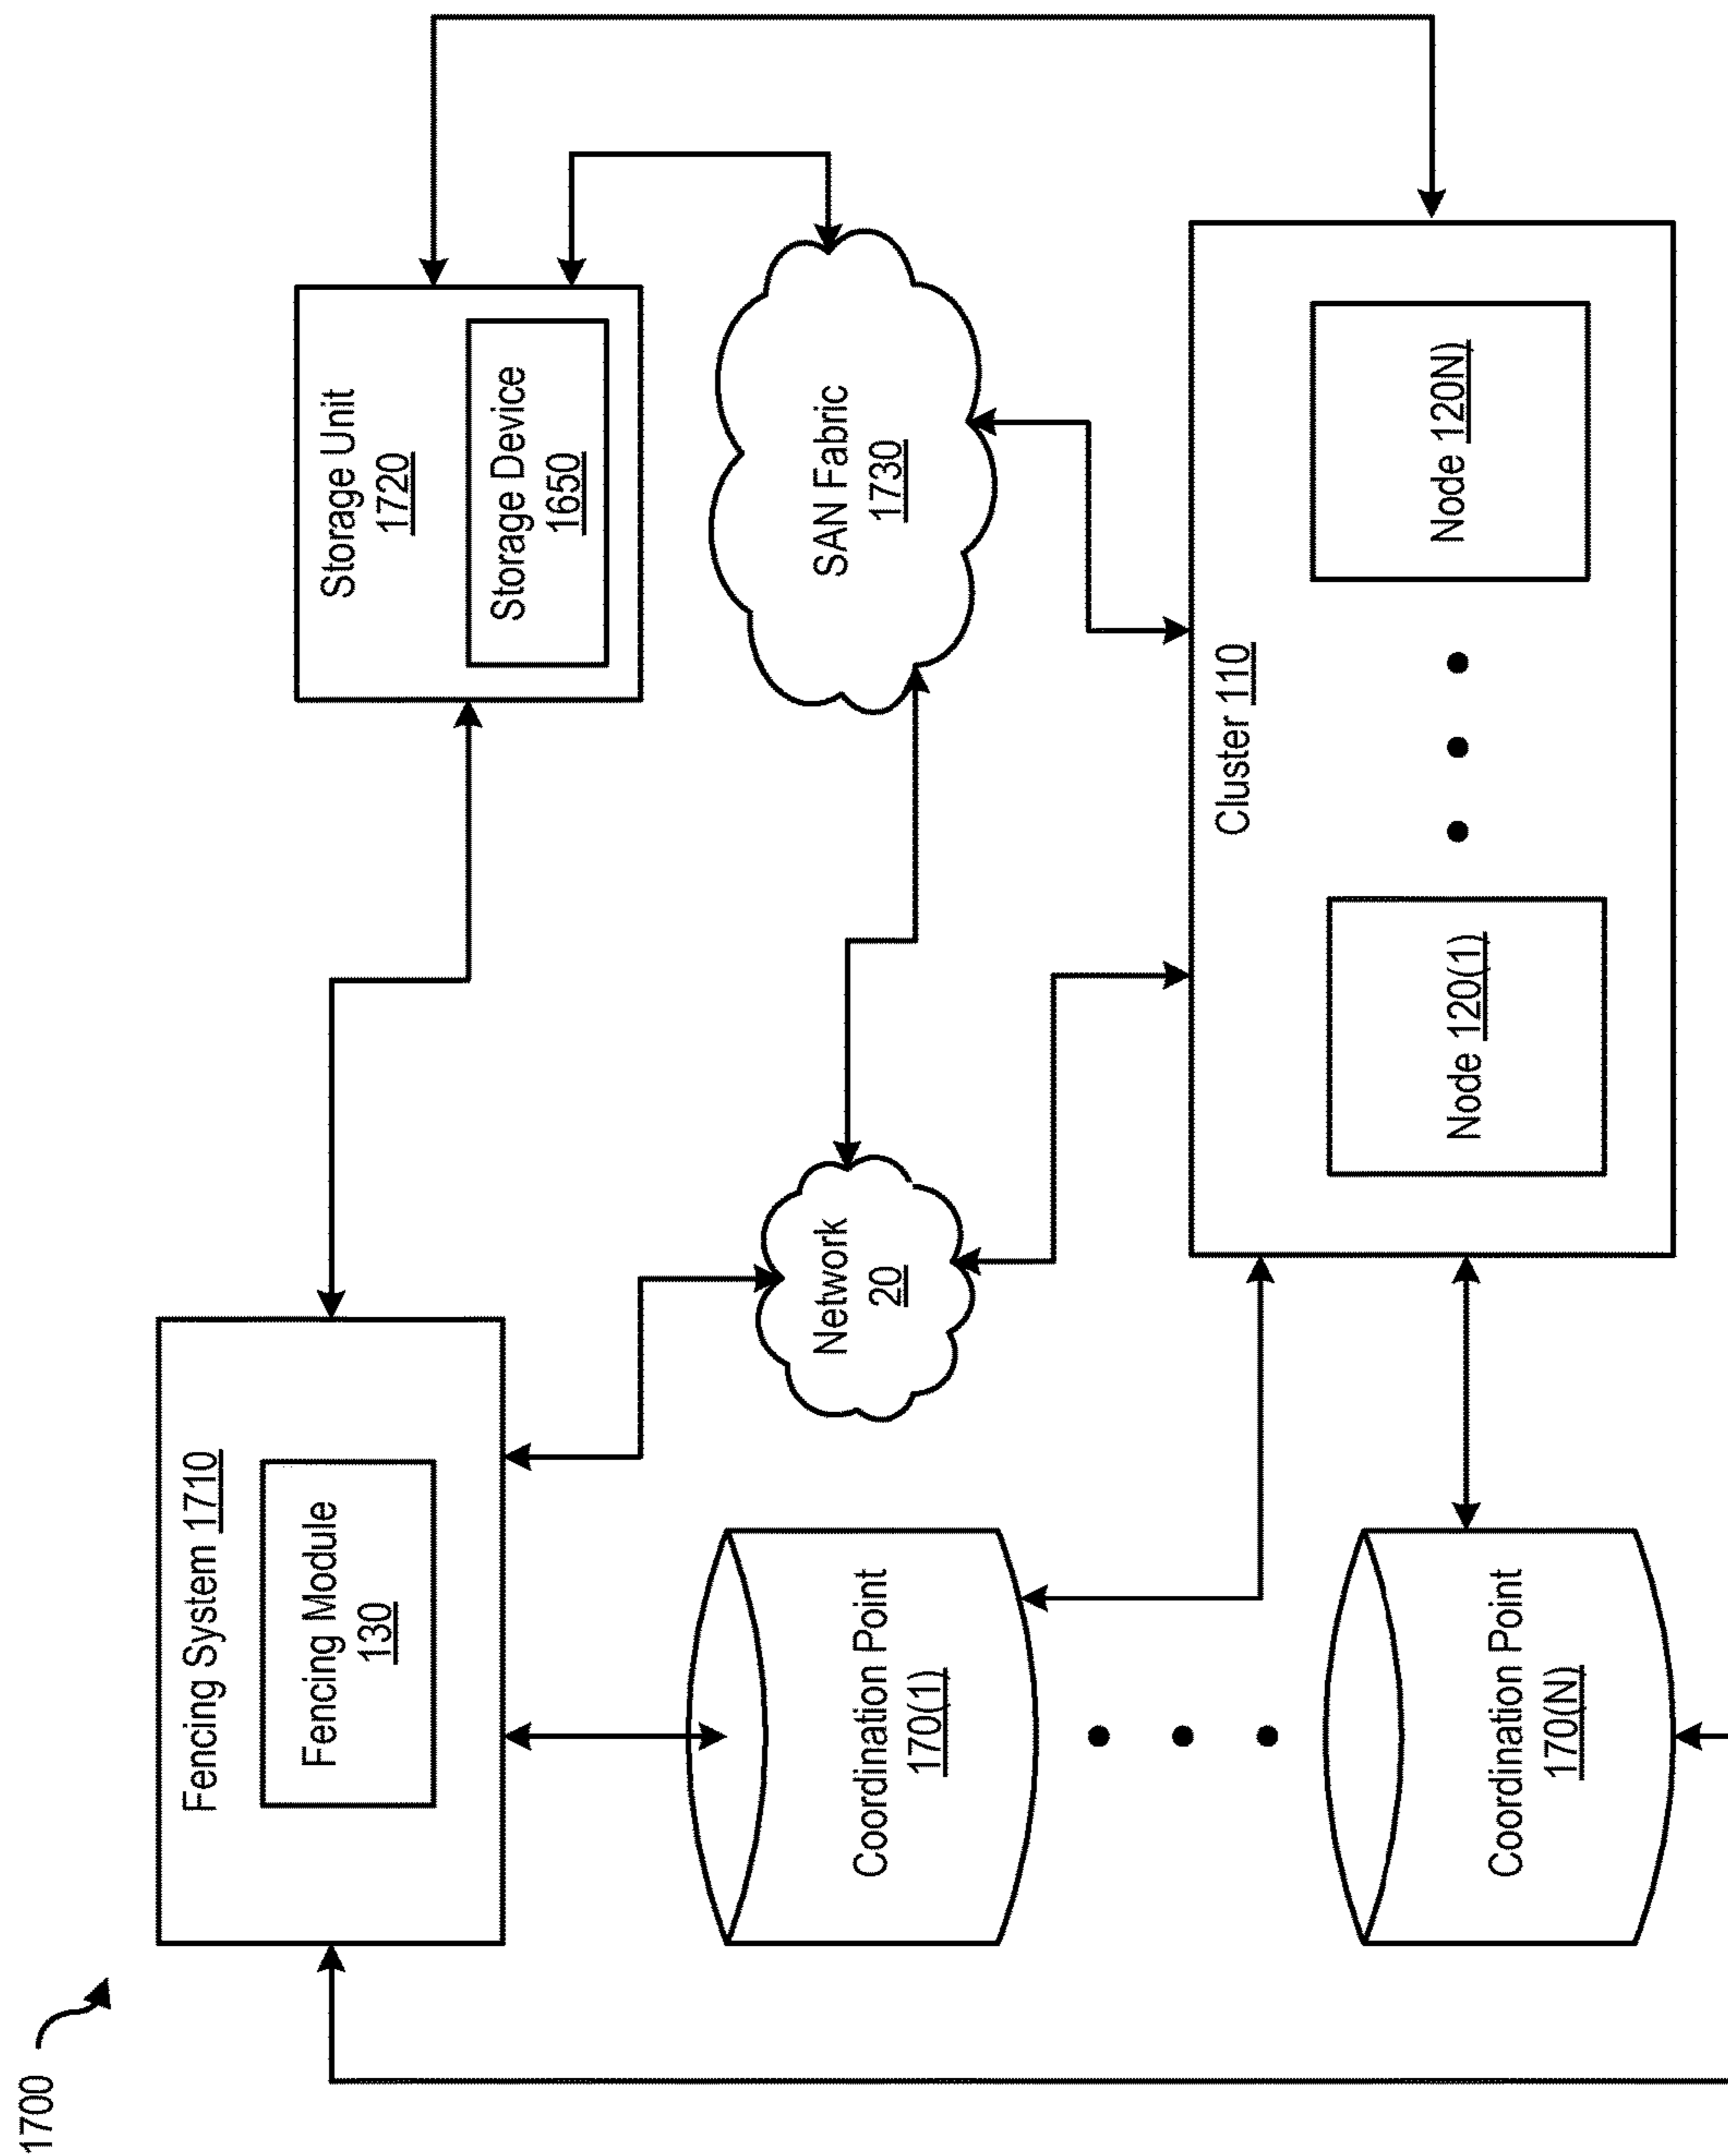 1700
Fencing System 1710
Fencing Module
130
Storage Unit
1720
Storage Device
1650
Coordination Point
170(1)
Network
20
SAN Fabric
1730
Cluster 110
Coordination Point
170(N)
Node 120(1)
Node 120N)